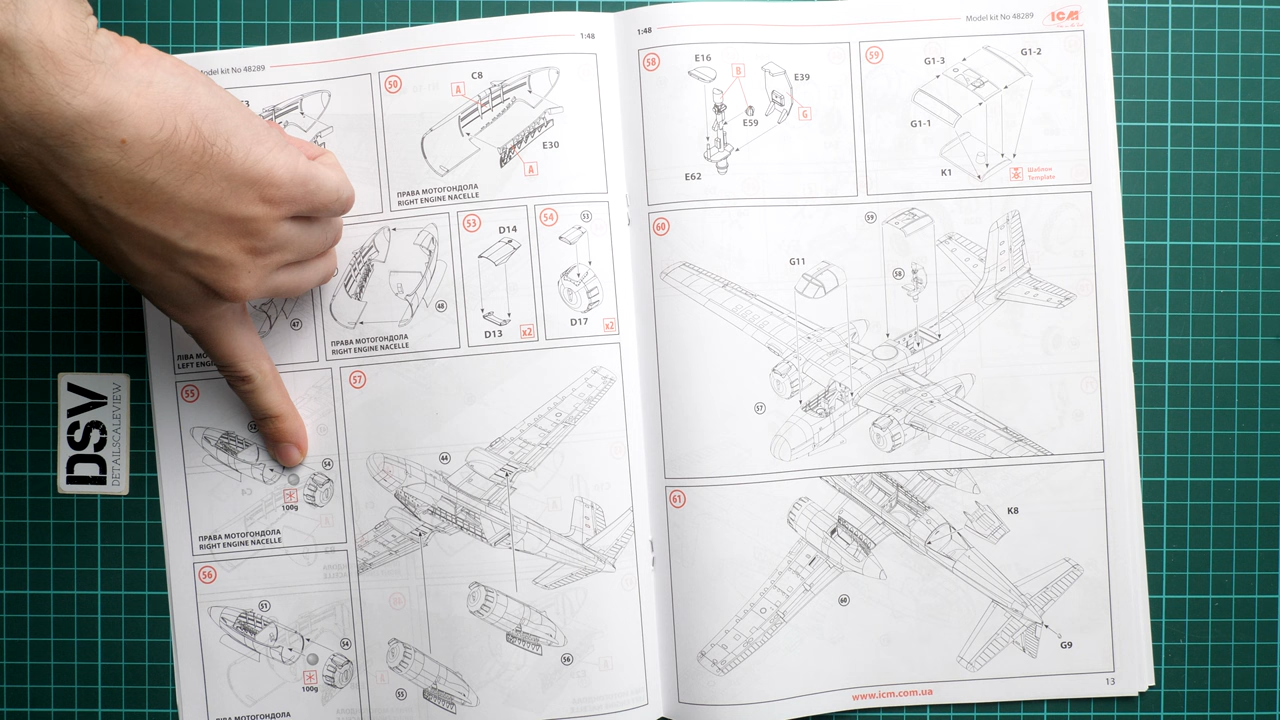 Model kit No 48289
1:48
50
C8
A
E30
A
ПРАВА МОТОГОНДОЛА
RIGHT ENGINE NACELLE
47
ЛІВА
LEFT
48
ПРАВА МОТОГОНДОЛА
RIGHT ENGINE NACELLE
53
D14
D13
x2
54
53
D17
x2
55
54
100g
ПРАВА МОТОГОНДОЛА
RIGHT ENGINE NACELLE
56
51
54
100g
ЛІВА МОТОГОНДОЛА
57
44
56
55
1:48
Model kit No 48289
ICM
58
E16
B
E39
E59
G
E62
59
G1-2
G1-3
G1-1
K1
Шаблон
Template
60
59
G11
58
57
61
K8
60
G9
www.icm.com.ua
13
DSV
DETAILSCALEVIEW